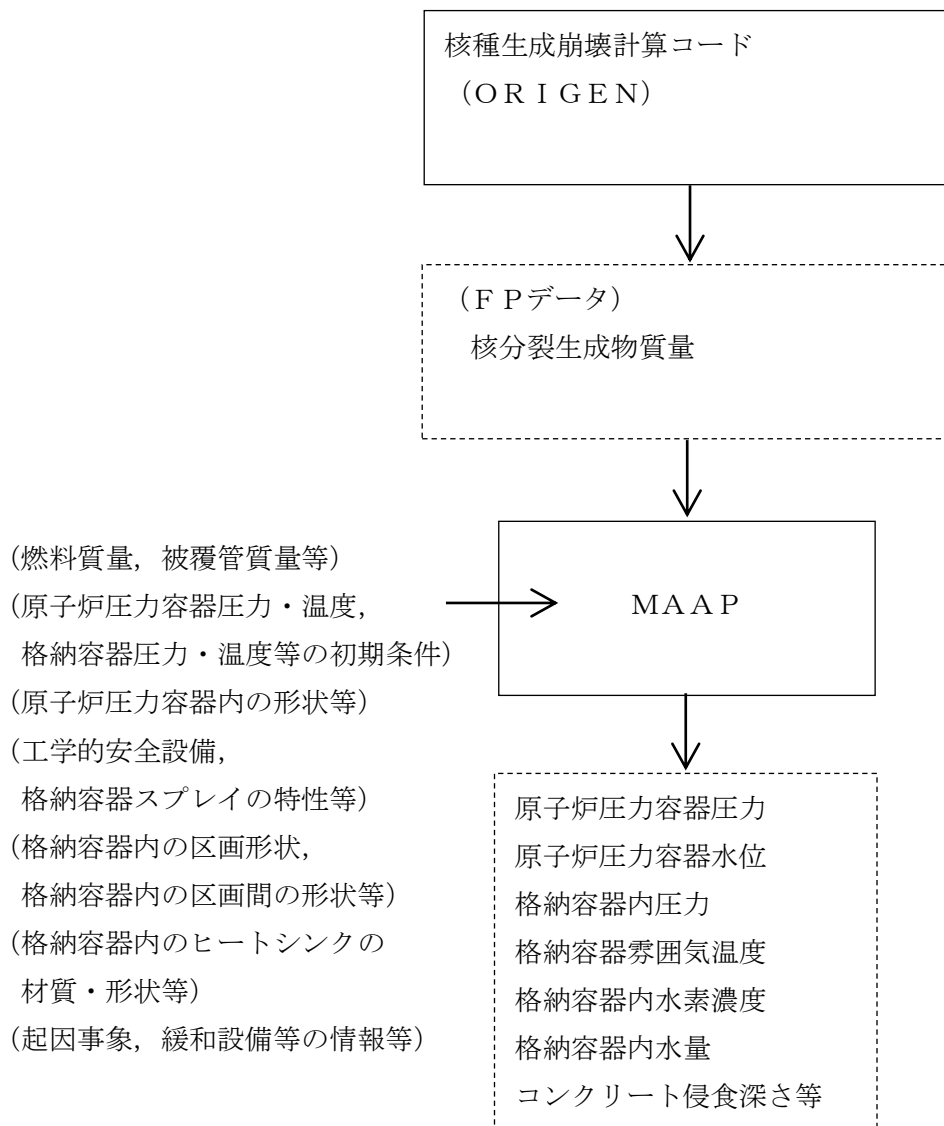 核種生成崩壊計算コード
（ＯＲＩＧＥＮ）
（ＦＰデータ）
核分裂生成物質量
（燃料質量，被覆管質量等）
（原子炉圧力容器圧力・温度，
格納容器圧力・温度等の初期条件）
（原子炉圧力容器内の形状等）
（工学的安全設備，
格納容器スプレイの特性等）
（格納容器内の区画形状，
格納容器内の区画間の形状等）
（格納容器内のヒートシンクの
材質・形状等）
（起因事象，緩和設備等の情報等）
ＭＡＡＰ
原子炉圧力容器圧力
原子炉圧力容器水位
格納容器内圧力
格納容器雰囲気温度
格納容器内水素濃度
格納容器内水量
コンクリート侵食深さ等